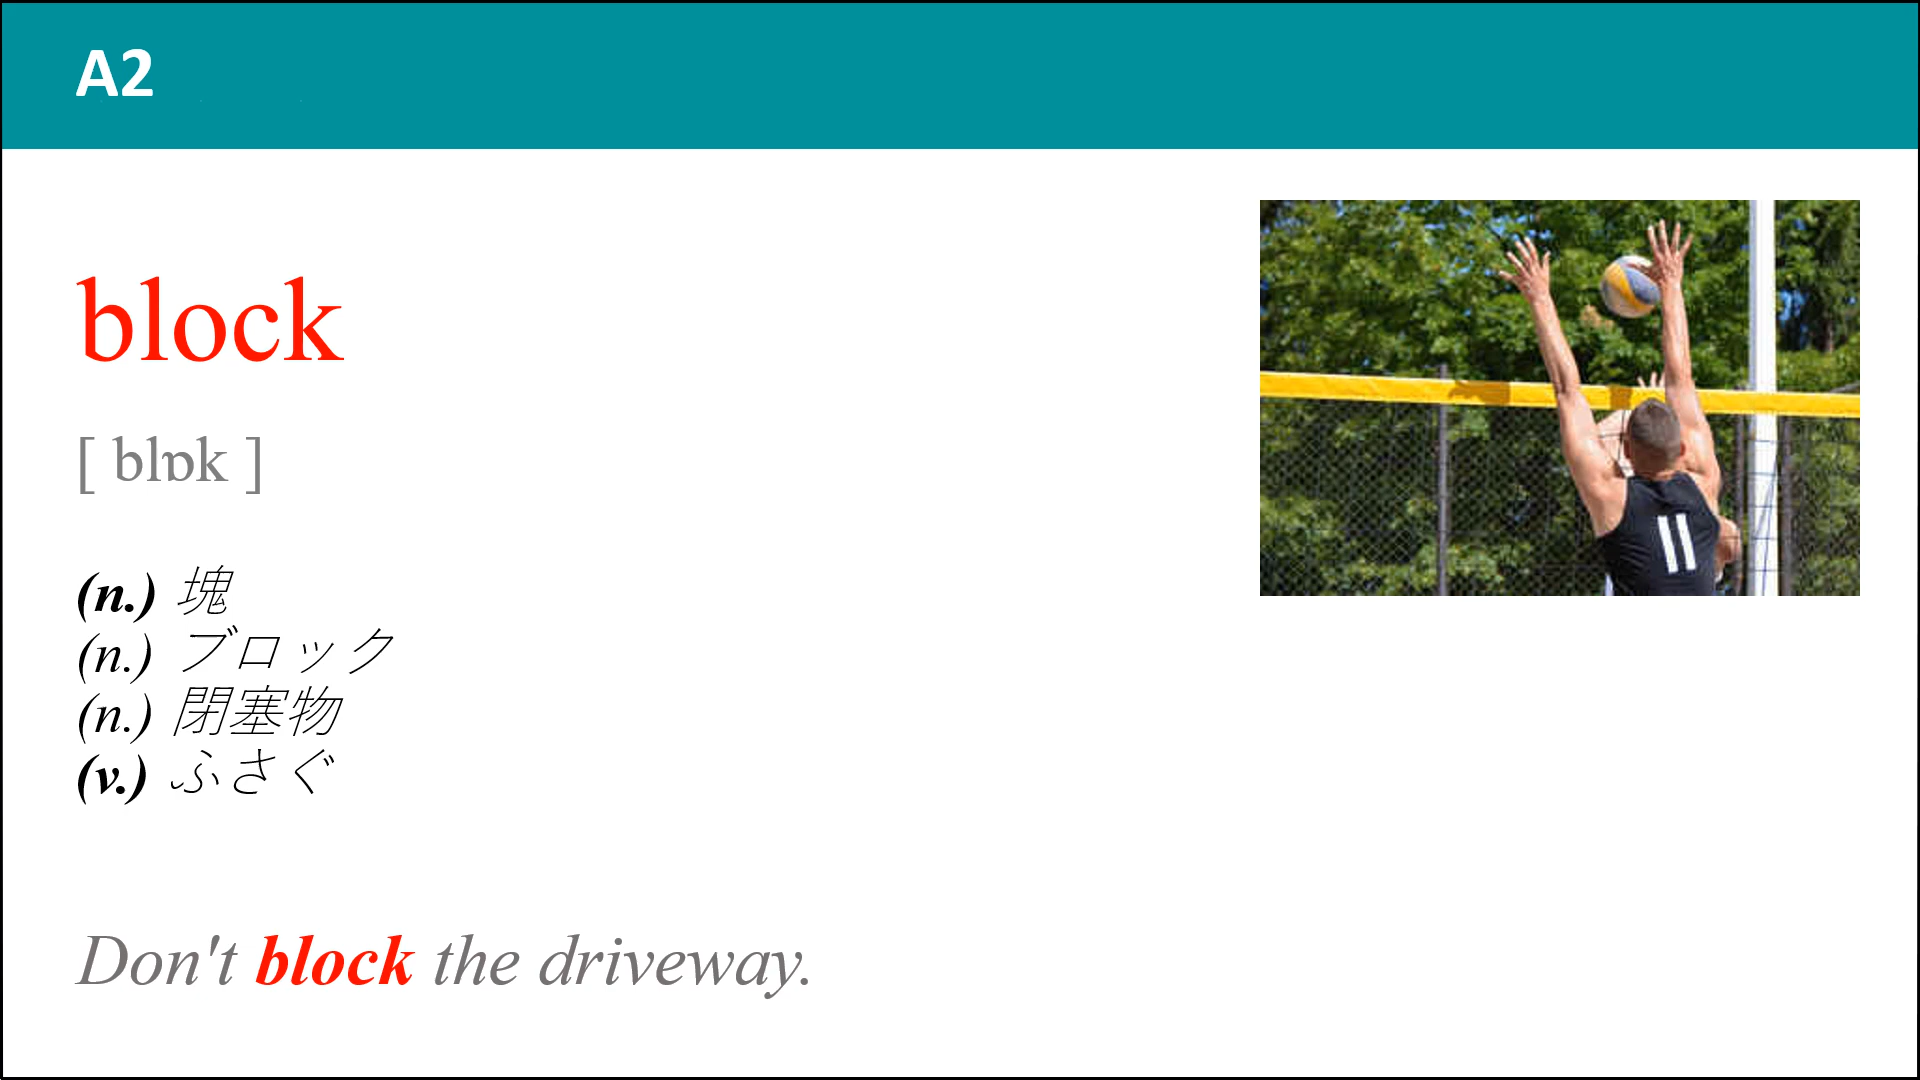 A2
block
[ blɒk ]
(n.) 塊
(n.) ブロック
(n.) 閉塞物
(v.) ふさぐ
Don't block the driveway.
11